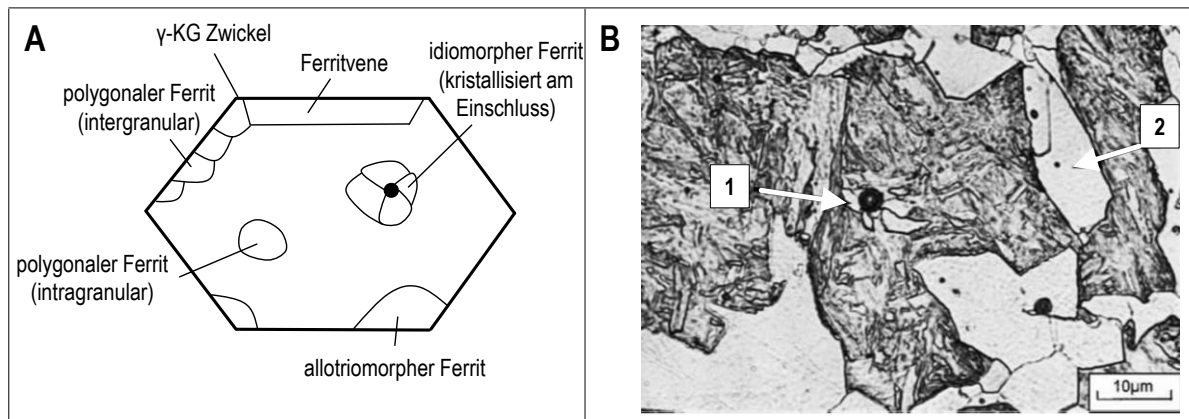 A
γ-KG Zwickel
Ferritvene
idiomorpher Ferrit
(kristallisiert am
Einschluss)
polygonaler Ferrit
(intergranular)
polygonaler Ferrit
(intragranular)
allotriomorpher Ferrit
B
1
2
10µm